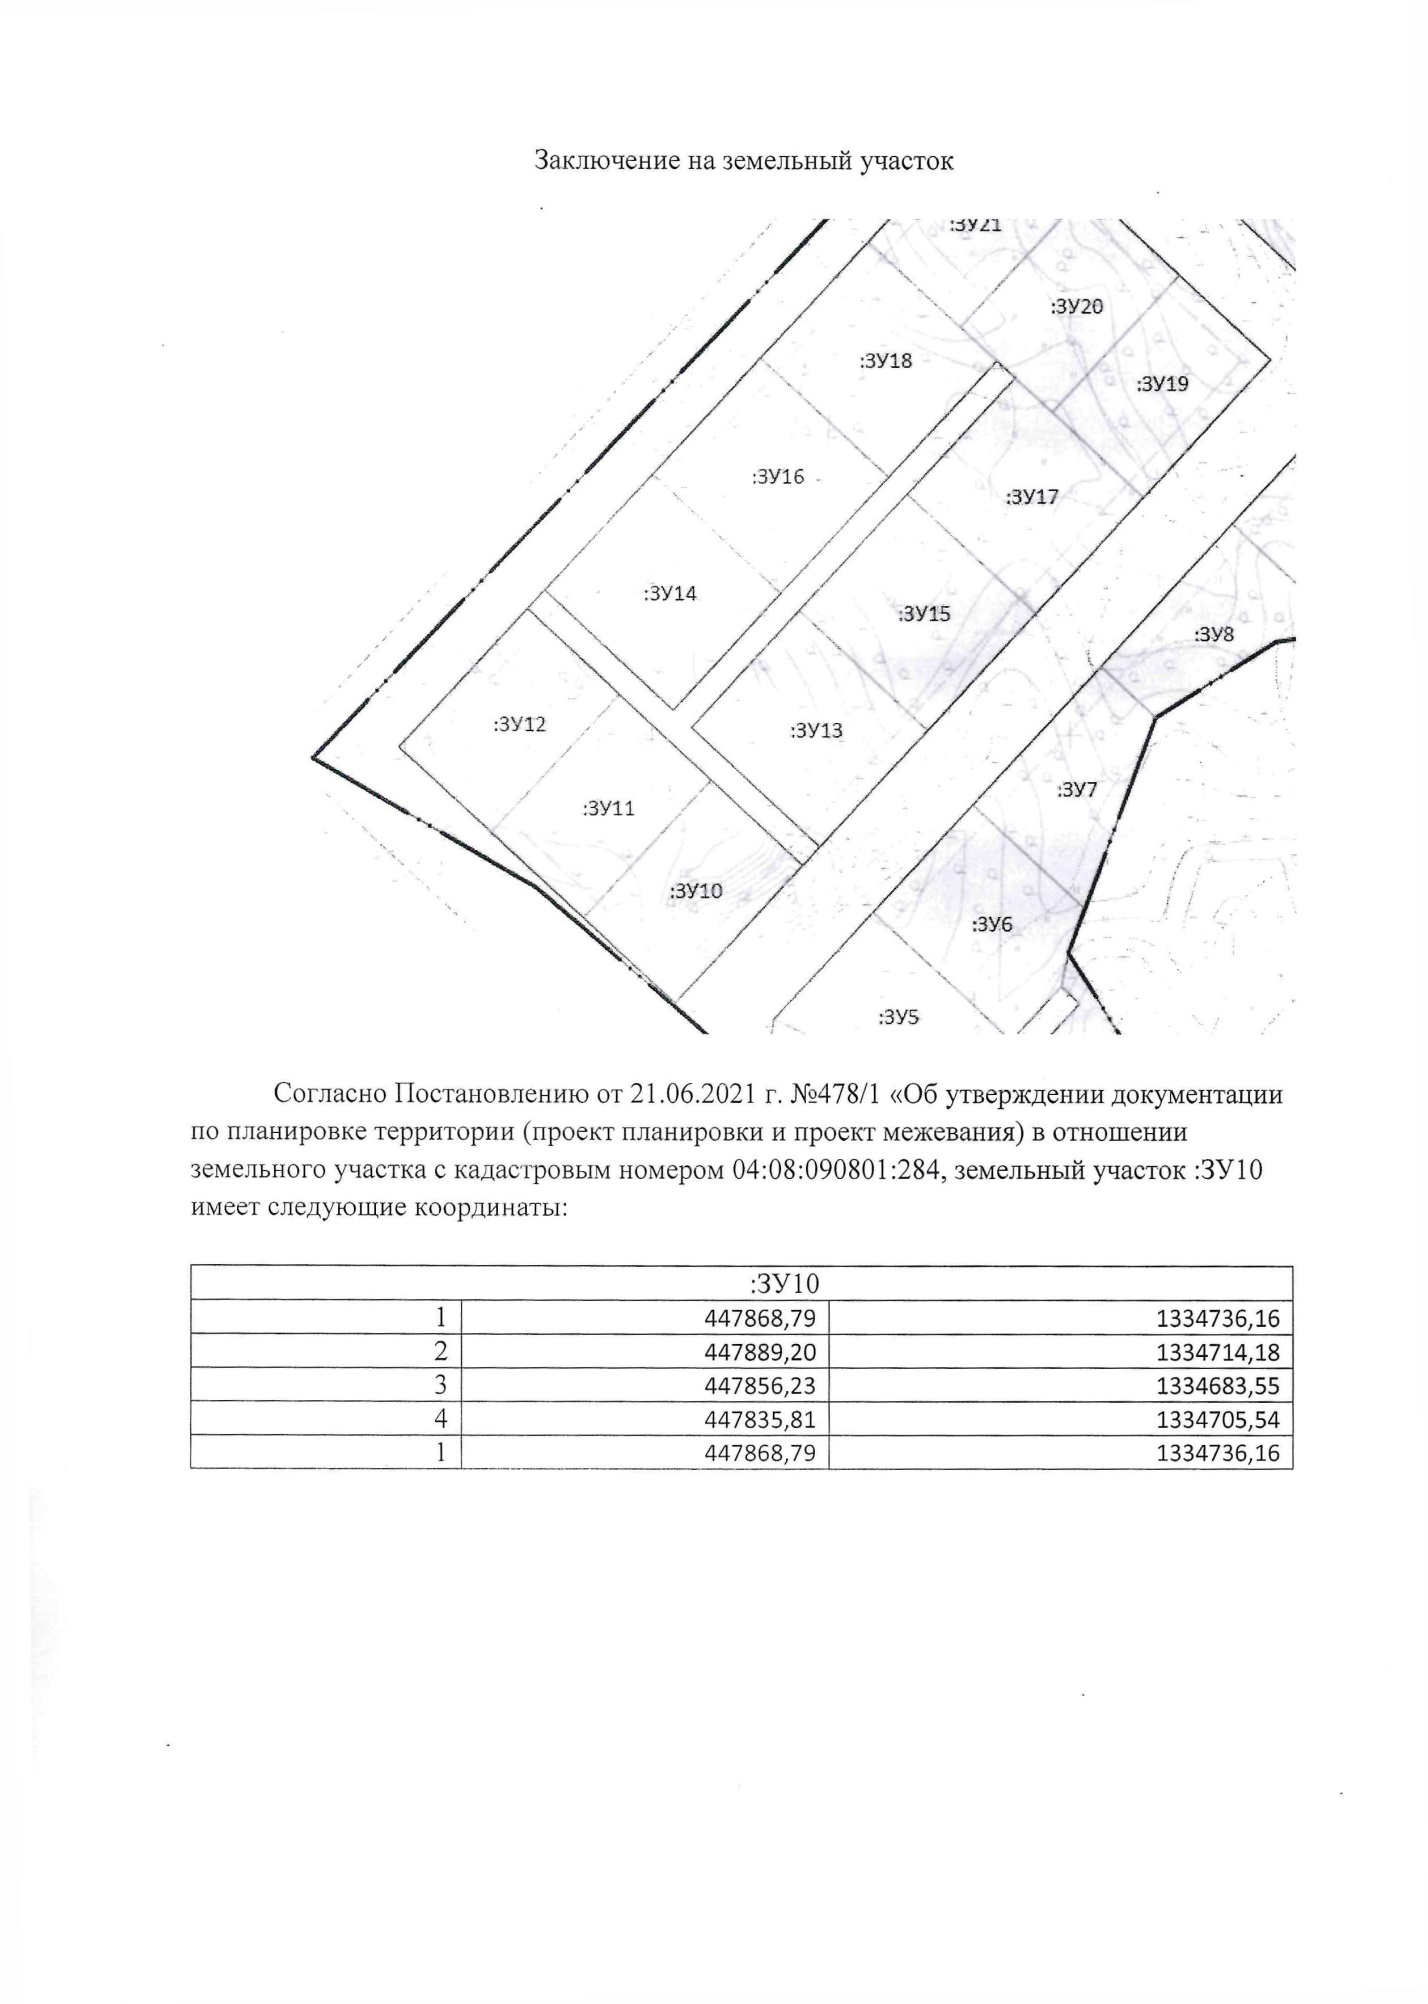 Заключение на земельный участок
:ЗУ21
:ЗУ20
:ЗУ18
:ЗУ19
:ЗУ16
:ЗУ17
:ЗУ14
:ЗУ15
:ЗУ8
:ЗУ12
:ЗУ13
:ЗУ7
:ЗУ11
:ЗУ10
:ЗУ6
:ЗУ5
Согласно Постановлению от 21.06.2021 г. №478/1 «Об утверждении документации
по планировке территории (проект планировки и проект межевания) в отношении
земельного участка с кадастровым номером 04:08:090801:284, земельный участок :ЗУ10
имеет следующие координаты:
:ЗУ10
1 447868,79 1334736,16
2 447889,20 1334714,18
3 447856,23 1334683,55
4 447835,81 1334705,54
1 447868,79 1334736,16